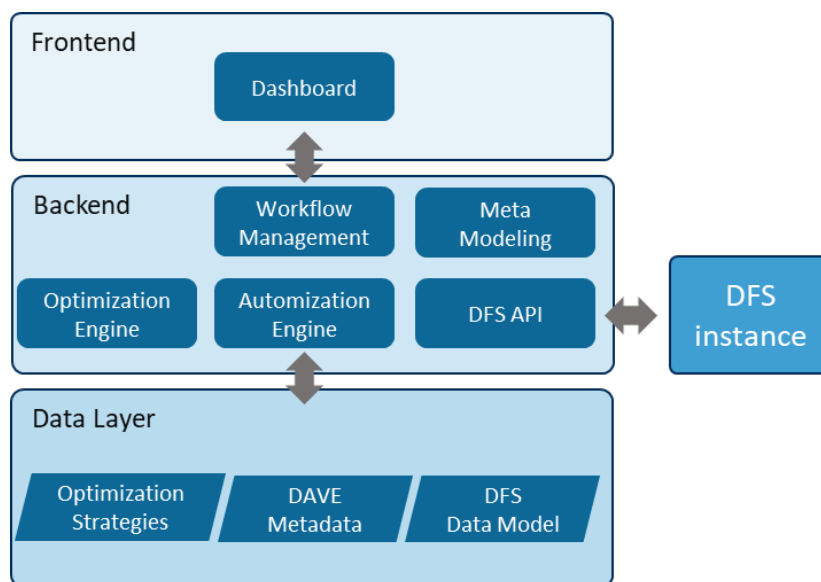 Frontend
Dashboard
Backend
Workflow
Management
Meta
Modeling
Optimization
Engine
Automization
Engine
DFS API
DFS
instance
Data Layer
Optimization
Strategies
DAVE
Metadata
DFS
Data Model